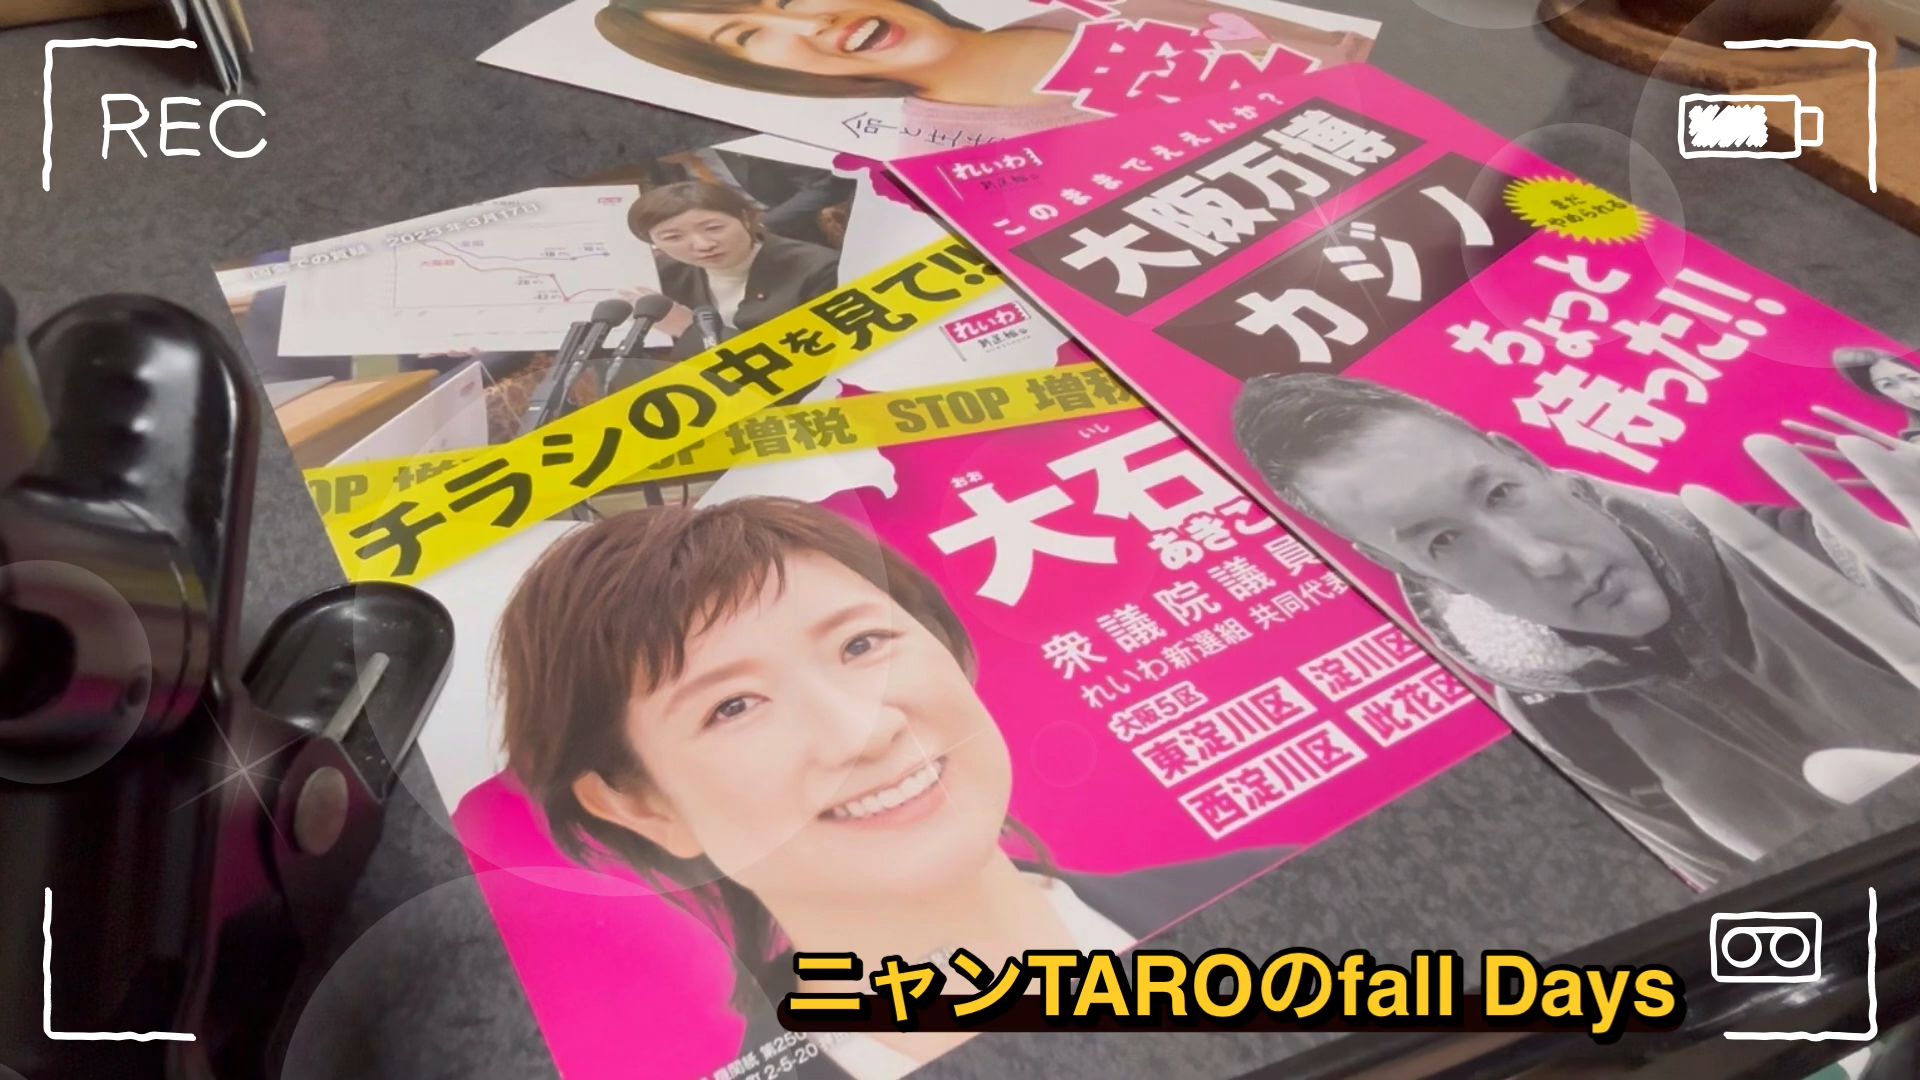 REC
このままでええんか?
れいわ
新選組
大阪万博
カジノ
まだ
やめられる
ちょっと
待った!!
2023年3月17日
国会での質疑
チラシの中を見て!!
れいわ
新選組
STOP 増税
大石
おお いし
あきこ
衆議院議員
れいわ新選組 共同代表
大阪5区
東淀川区 淀川区
西淀川区 此花区
ニャンTAROのfall Days